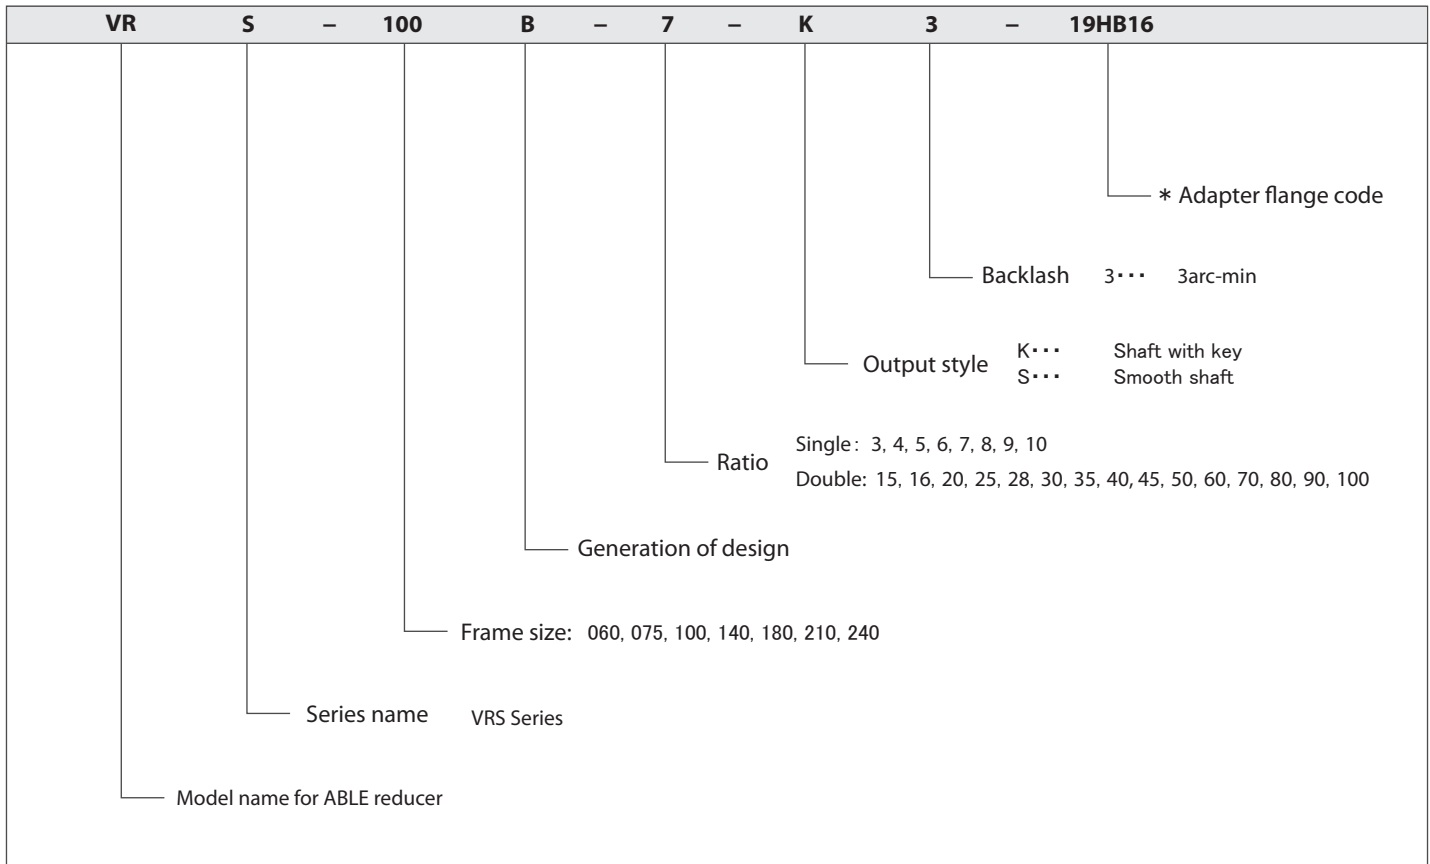 VR S – 100 B – 7 – K 3 – 19HB16
* Adapter flange code
Backlash 3··· 3arc-min
Output style K··· Shaft with key
S··· Smooth shaft
Ratio Single: 3, 4, 5, 6, 7, 8, 9, 10
Double: 15, 16, 20, 25, 28, 30, 35, 40, 45, 50, 60, 70, 80, 90, 100
Generation of design
Frame size: 060, 075, 100, 140, 180, 210, 240
Series name VRS Series
Model name for ABLE reducer